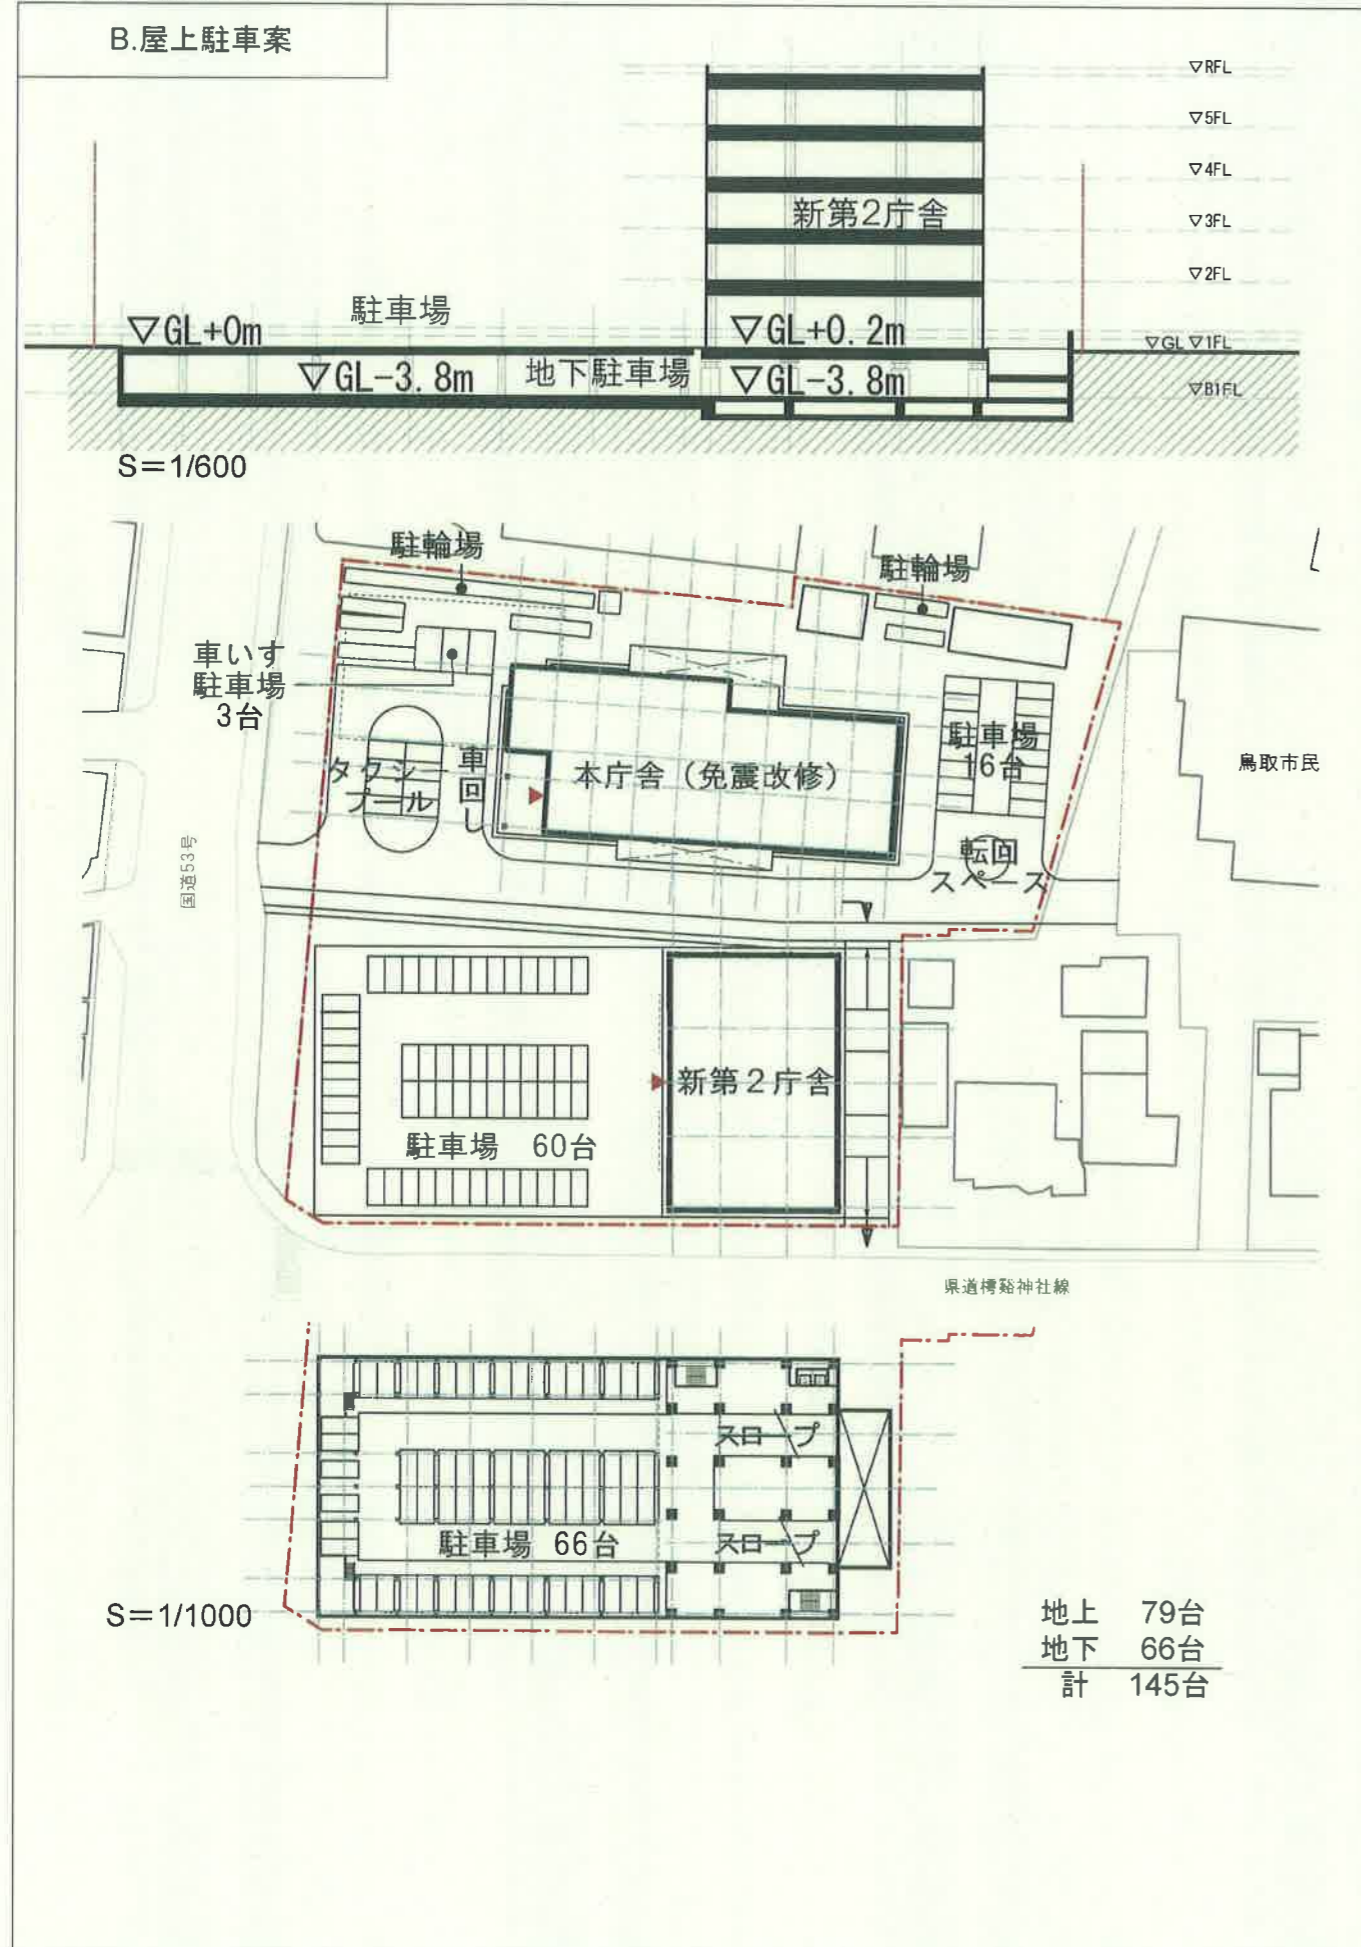 B.屋上駐車案
▽RFL
▽5FL
▽4FL
新第2庁舎
▽3FL
▽2FL
駐車場
▽GL+0m
▽GL+0.2m
▽GL ▽1FL
▽GL-3.8m
地下駐車場
▽GL-3.8m
▽B1FL
S=1/600
駐輪場
駐輪場
車いす
駐車場
3台
タクシー
プール
車回し
本庁舎（免震改修）
駐車場
16台
鳥取市民
転回
スペース
国道53号
新第2庁舎
駐車場 60台
県道樗谿神社線
スロープ
スロープ
駐車場 66台
S=1/1000
地上 79台
地下 66台
計 145台